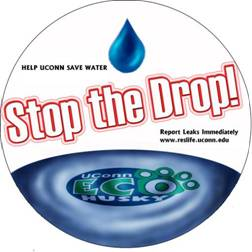 HELP UCONN SAVE WATER
Stop the Drop!
Report Leaks Immediately
www.reslife.uconn.edu
UConn
ECO
HUSKY